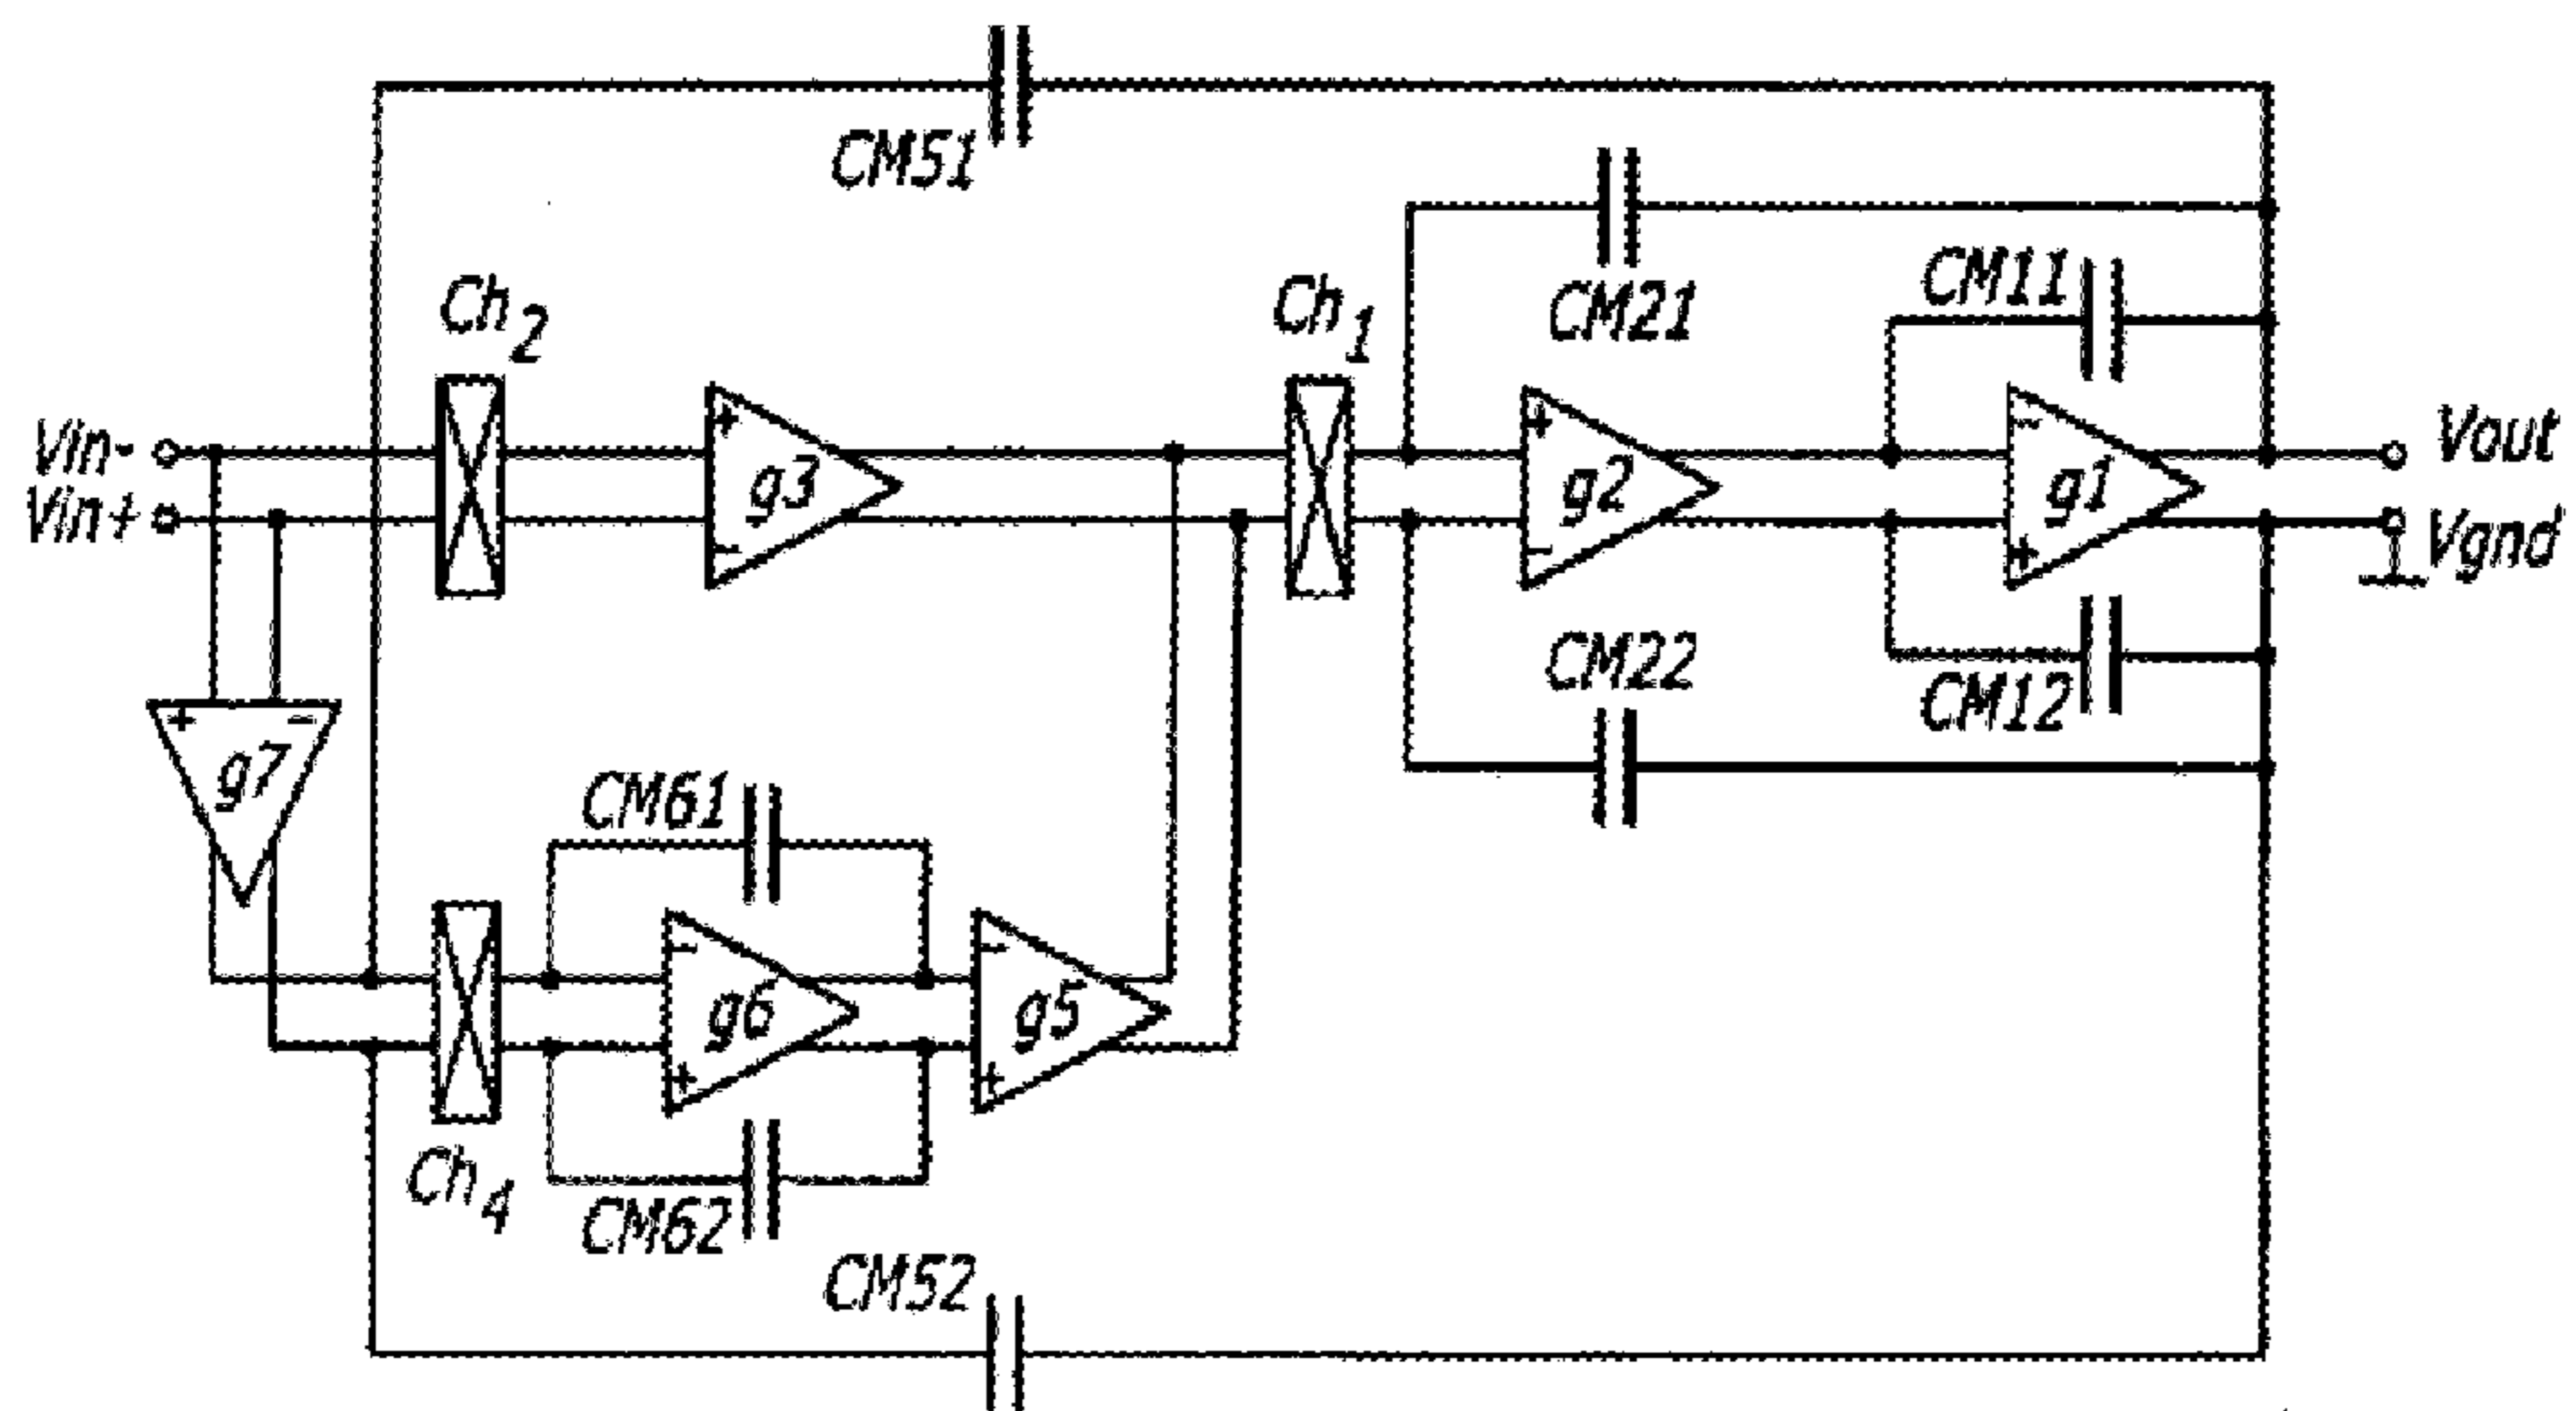 CM51
CM21
CM11
Ch2
Ch1
Vin-
Vin+
+
-
g3
+
-
g2
-
+
g1
Vout
Vgnd
CM22
CM12
+ -
g7
CM61
-
+
g6
-
+
g5
Ch4
CM62
CM52